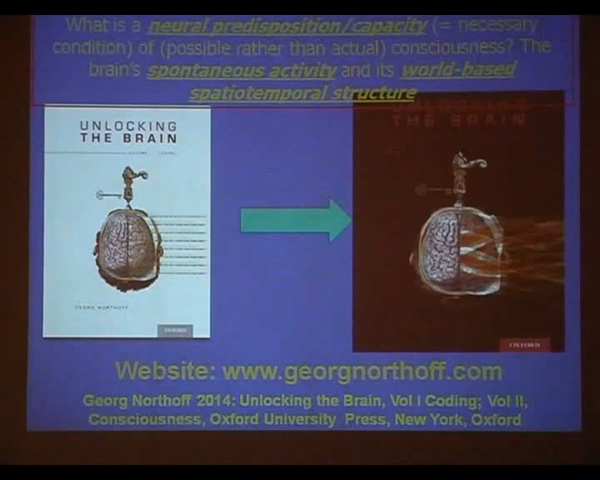 What is a neural predisposition/capacity (= necessary
condition) of (possible rather than actual) consciousness? The
brain's spontaneous activity and its world-based
spatiotemporal structure
UNLOCKING
THE BRAIN
GEORG NORTHOFF
OXFORD
THE BRAIN
Website: www.georgnorthoff.com
Georg Northoff 2014: Unlocking the Brain, Vol I Coding; Vol II,
Consciousness, Oxford University Press, New York, Oxford